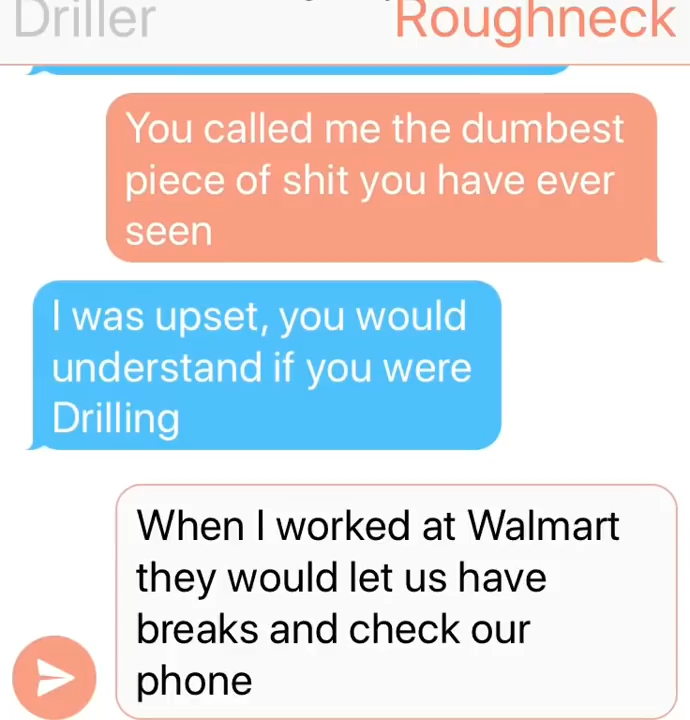 Driller Roughneck
You called me the dumbest
piece of shit you have ever
seen
I was upset, you would
understand if you were
Drilling
When I worked at Walmart
they would let us have
breaks and check our
phone